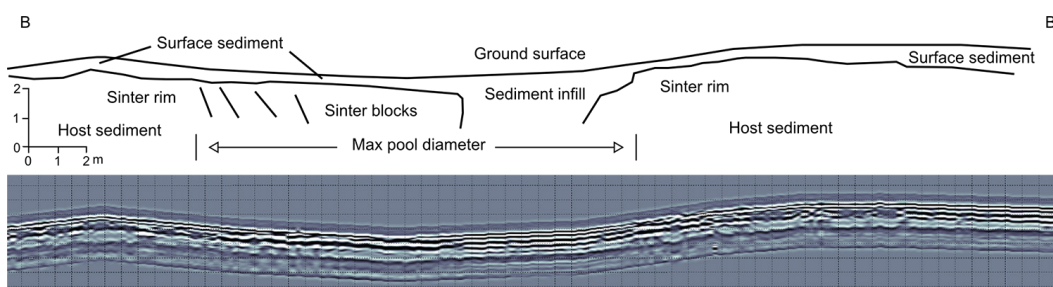 B
B
Surface sediment
Ground surface
Surface sediment
Sinter rim
Sinter blocks
Sediment infill
Sinter rim
Host sediment
Max pool diameter
Host sediment
2
1
0
0 1 2 m